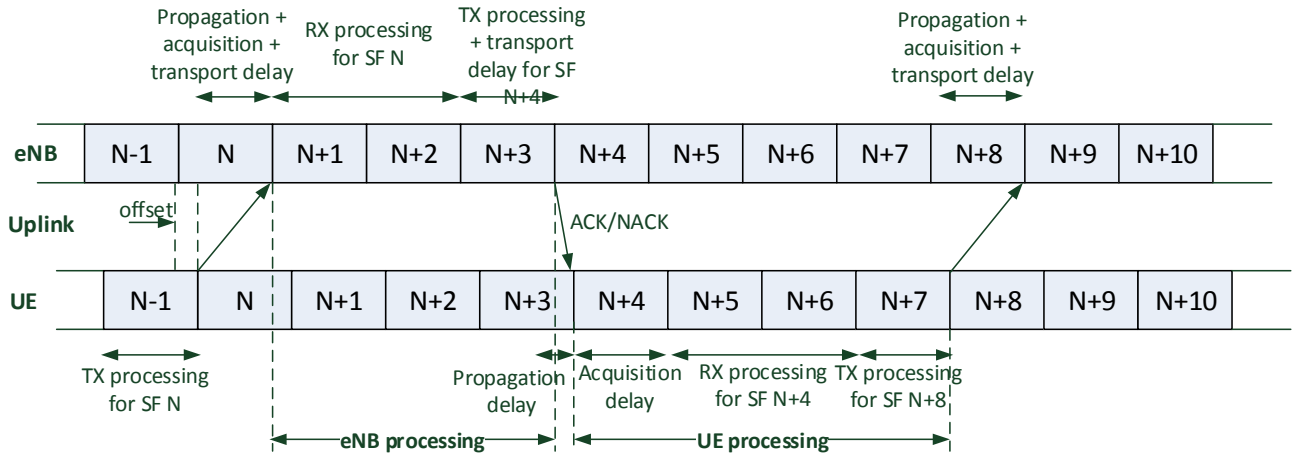 Propagation +
acquisition +
transport delay
RX processing
for SF N
TX processing
+ transport
delay for SF
N+4
Propagation +
acquisition +
transport delay
eNB
N-1 N N+1 N+2 N+3 N+4 N+5 N+6 N+7 N+8 N+9 N+10
offset
Uplink
ACK/NACK
UE
N-1 N N+1 N+2 N+3 N+4 N+5 N+6 N+7 N+8 N+9 N+10
TX processing
for SF N
Propagation
delay
Acquisition
delay
RX processing
for SF N+4
TX processing
for SF N+8
eNB processing
UE processing